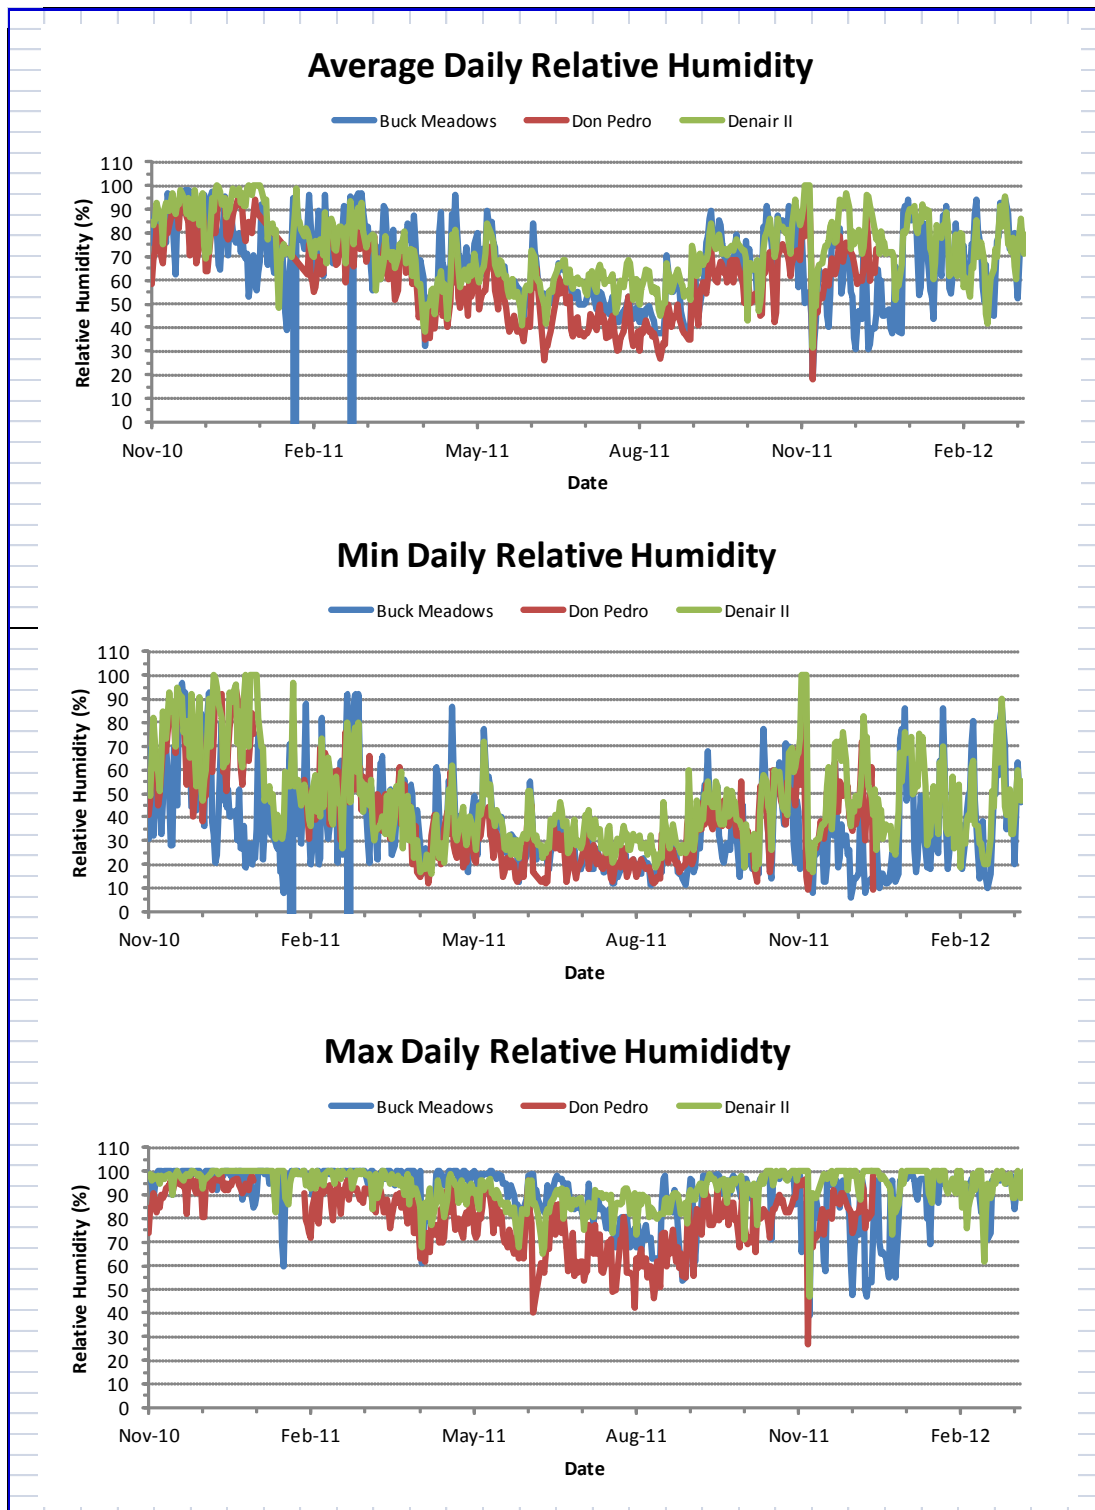 Average Daily Relative Humidity
Buck Meadows Don Pedro Denair II
110
100
90
80
70
60
50
40
30
20
10
0
Relative Humidity (%)
Nov-10 Feb-11 May-11 Aug-11 Nov-11 Feb-12
Date
Min Daily Relative Humidity
Buck Meadows Don Pedro Denair II
110
100
90
80
70
60
50
40
30
20
10
0
Relative Humidity (%)
Nov-10 Feb-11 May-11 Aug-11 Nov-11 Feb-12
Date
Max Daily Relative Humididty
Buck Meadows Don Pedro Denair II
110
100
90
80
70
60
50
40
30
20
10
0
Relative Humidity (%)
Nov-10 Feb-11 May-11 Aug-11 Nov-11 Feb-12
Date